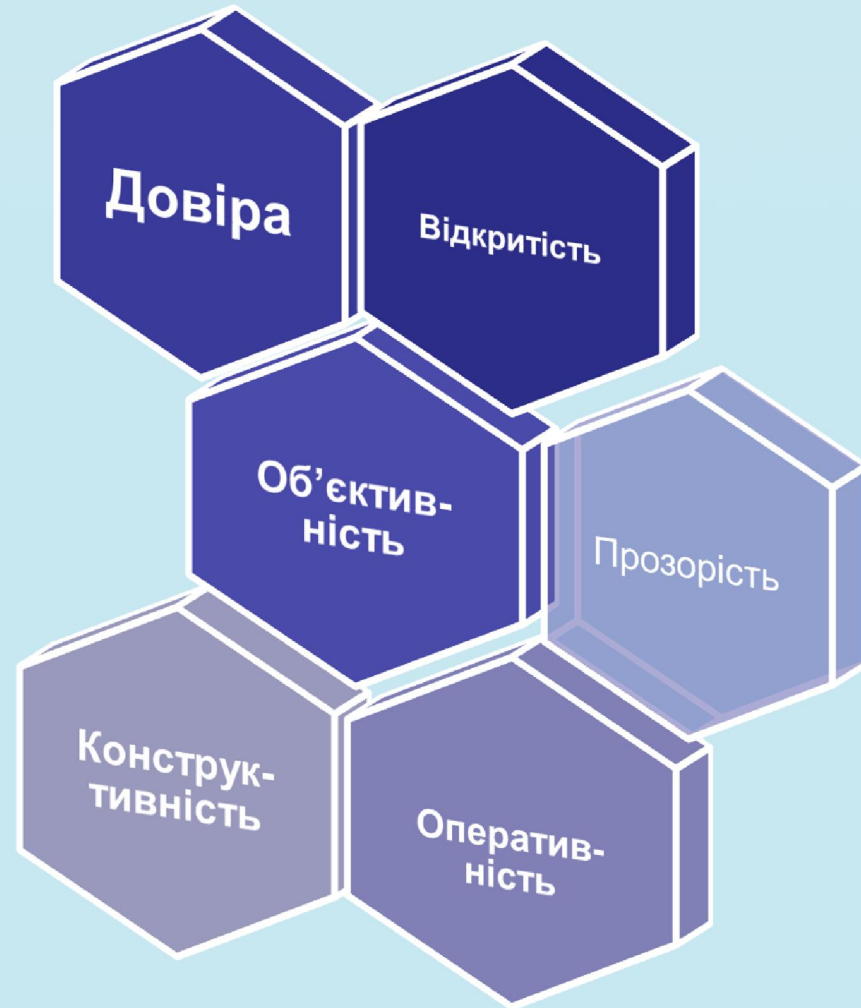 Довіра
Відкритість
Об’єктив-
ність
Прозорість
Конструк-
тивність
Оператив-
ність